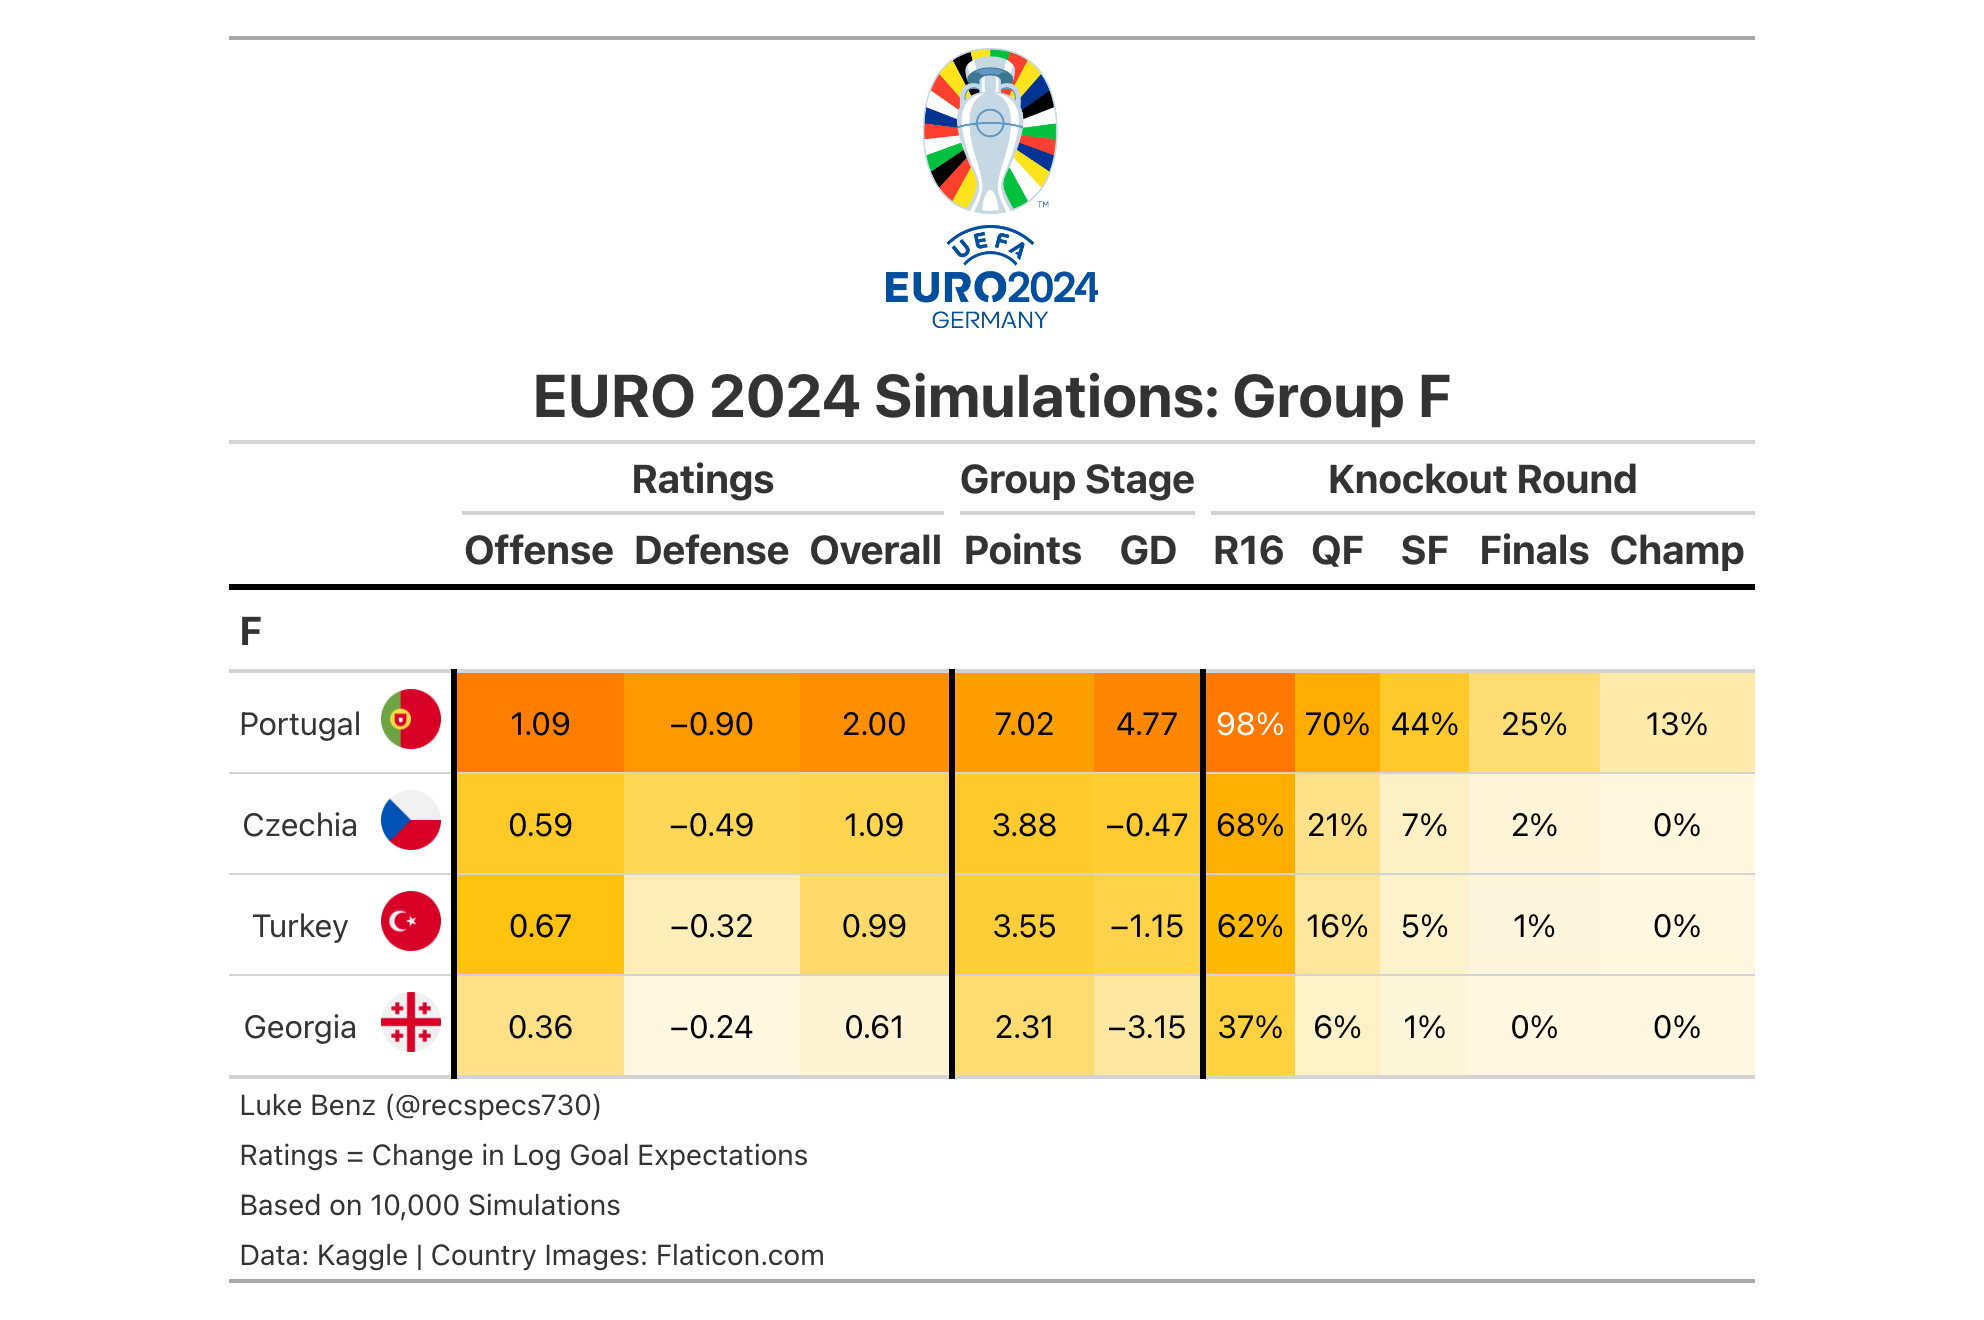 ™
UEFA
EURO2024
GERMANY
EURO 2024 Simulations: Group F
Ratings Group Stage Knockout Round
Offense Defense Overall Points GD R16 QF SF Finals Champ
F
Portugal 1.09 −0.90 2.00 7.02 4.77 98% 70% 44% 25% 13%
Czechia 0.59 −0.49 1.09 3.88 −0.47 68% 21% 7% 2% 0%
Turkey 0.67 −0.32 0.99 3.55 −1.15 62% 16% 5% 1% 0%
Georgia 0.36 −0.24 0.61 2.31 −3.15 37% 6% 1% 0% 0%
Luke Benz (@recspecs730)
Ratings = Change in Log Goal Expectations
Based on 10,000 Simulations
Data: Kaggle | Country Images: Flaticon.com